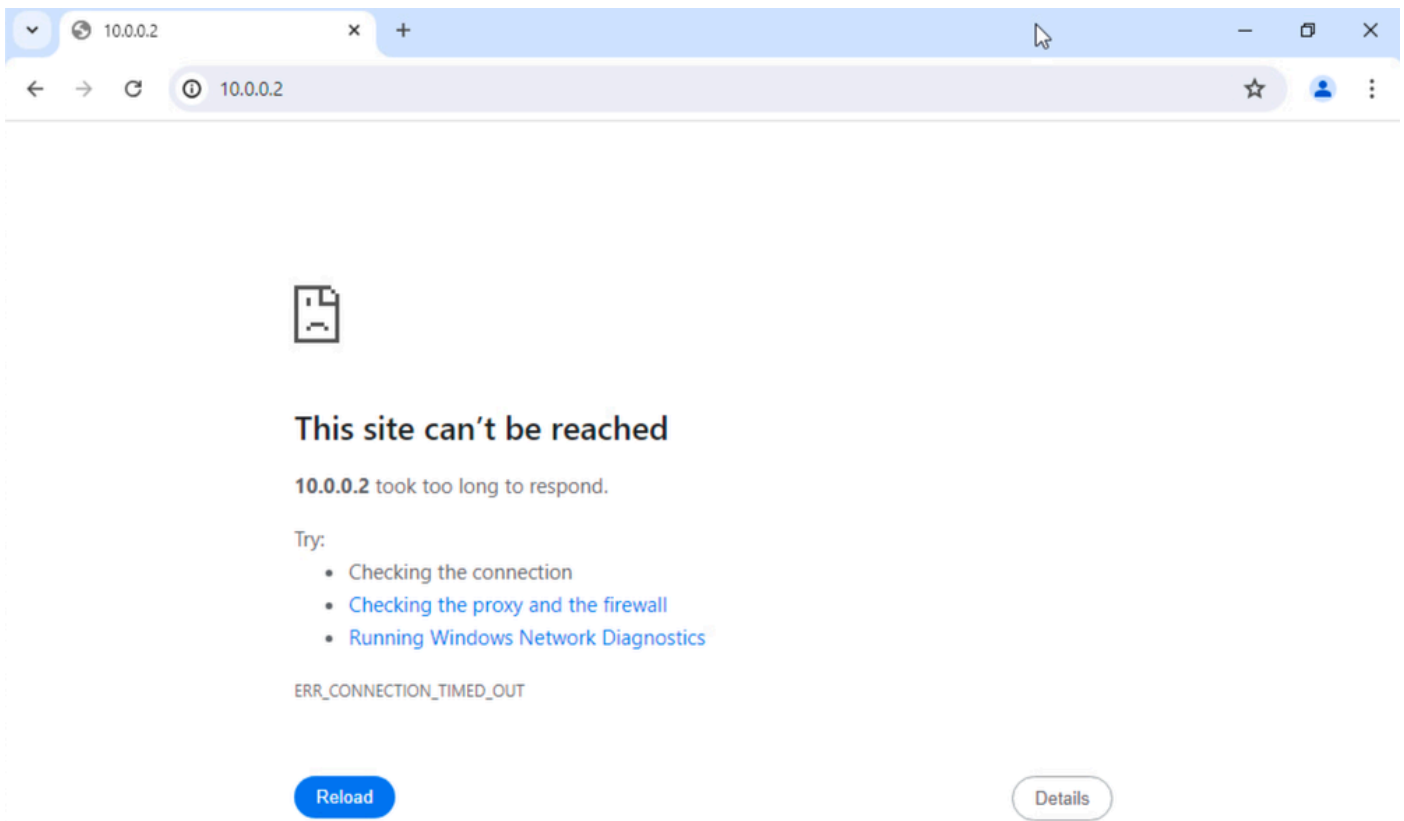 10.0.0.2
10.0.0.2
This site can’t be reached
10.0.0.2 took too long to respond.
Try:
• Checking the connection
• Checking the proxy and the firewall
• Running Windows Network Diagnostics
ERR_CONNECTION_TIMED_OUT
Reload Details